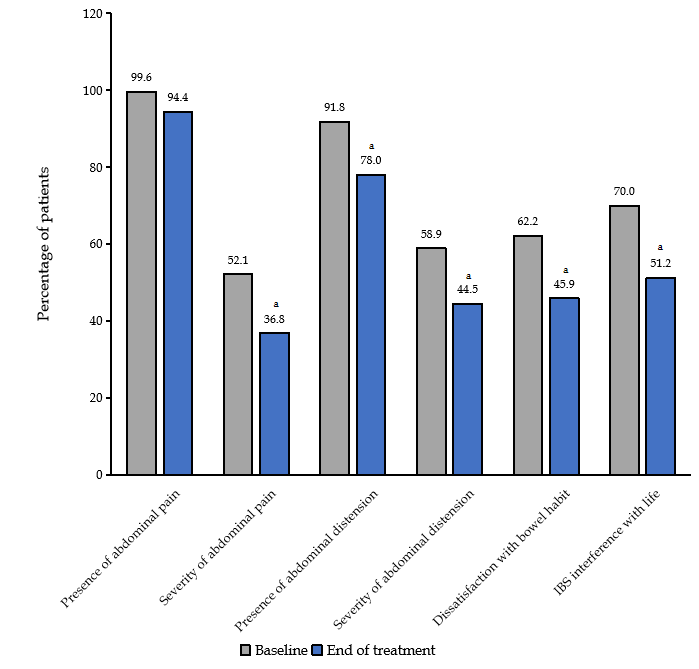 120
100
80
60
40
20
0
Percentage of patients
99.6
94.4
52.1
a
36.8
91.8
a
78.0
58.9
a
44.5
62.2
a
45.9
70.0
a
51.2
Presence of abdominal pain
Severity of abdominal pain
Presence of abdominal distension
Severity of abdominal distension
Dissatisfaction with bowel habit
IBS interference with life
Baseline End of treatment